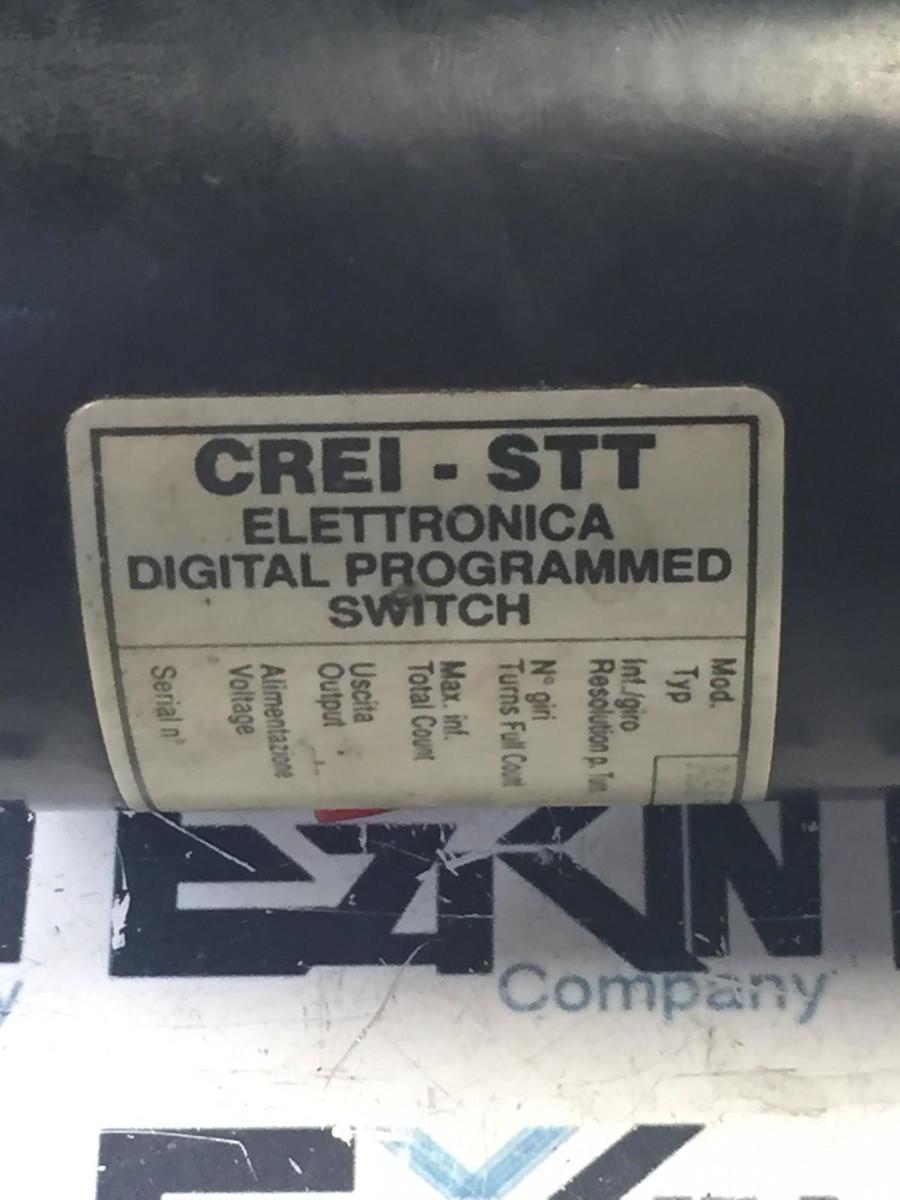 CREI - STT
ELETTRONICA
DIGITAL PROGRAMMED
SWITCH
Mod.
Typ
Inf./giro
Resolution p. Turn
N° giri
Turns Full Count
Max. inf.
Total Count
Uscita
Output
Alimentazione
Voltage
Serial n°
Company